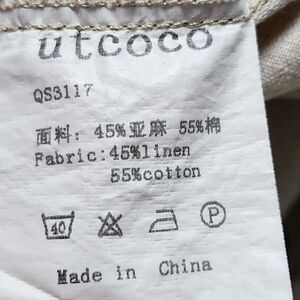 utcoco
QS3117
面料: 45%亚麻 55%棉
Fabric:45%linen
55%cotton
40 P
Made in China